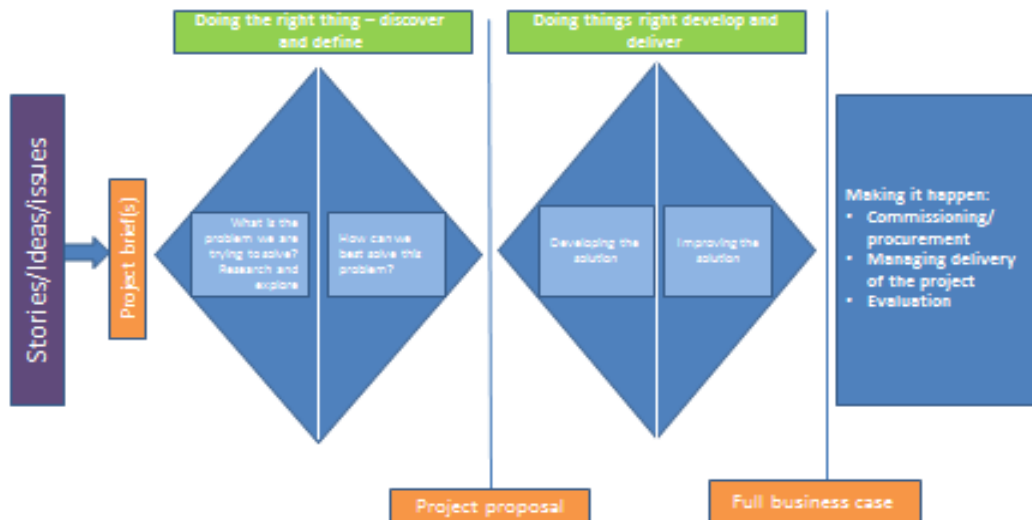 Doing the right thing – discover
and define
Doing things right develop and
deliver
Stories/Ideas/issues
Project brief(s)
What is the
problem we are
trying to solve?
Research and
explore
How can we
best solve this
problem?
Developing the
solution
Improving the
solution
Making it happen:
• Commissioning/
procurement
• Managing delivery
of the project
• Evaluation
Project proposal
Full business case